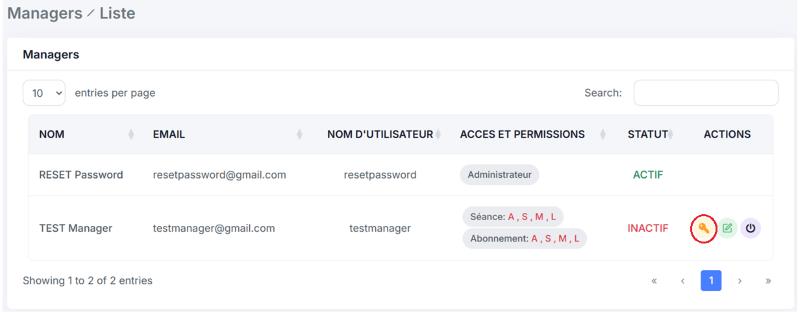 Managers / Liste
Managers
10 entries per page Search:
NOM EMAIL NOM D'UTILISATEUR ACCES ET PERMISSIONS STATUT ACTIONS
RESET Password resetpassword@gmail.com resetpassword Administrateur ACTIF
Séance: A , S , M , L
TEST Manager testmanager@gmail.com testmanager INACTIF
Abonnement: A , S , M , L
Showing 1 to 2 of 2 entries « ‹ 1 › »